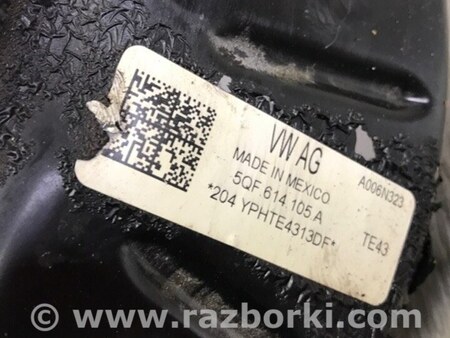 VW AG
A006N323
MADE IN MEXICO
5QF 614 105 A
*204 YPHTE4313DF*
TE43
© www.razborki.com